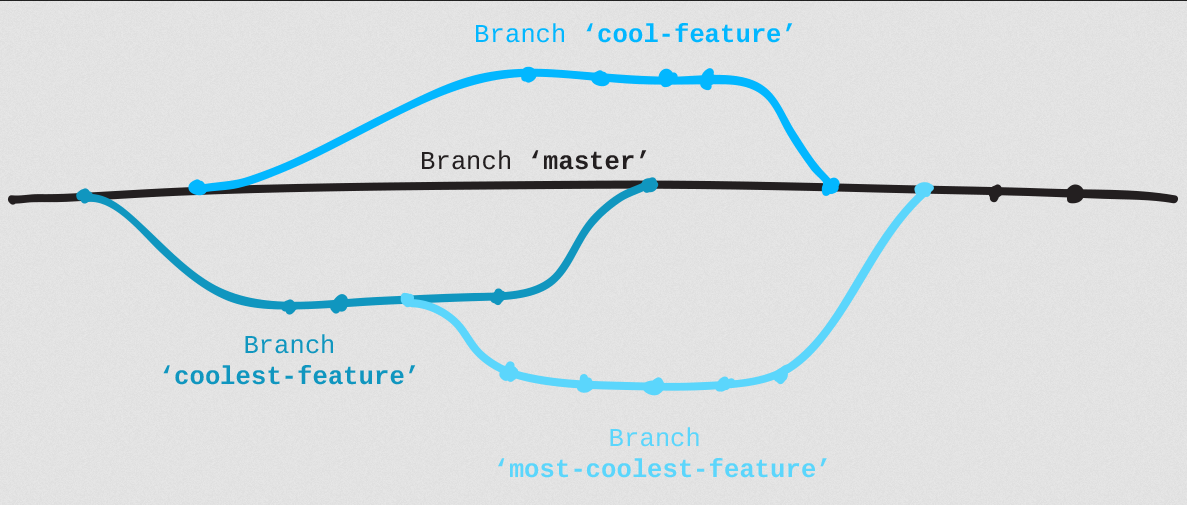 Branch ‘cool-feature’
Branch ‘master’
Branch
‘coolest-feature’
Branch
‘most-coolest-feature’